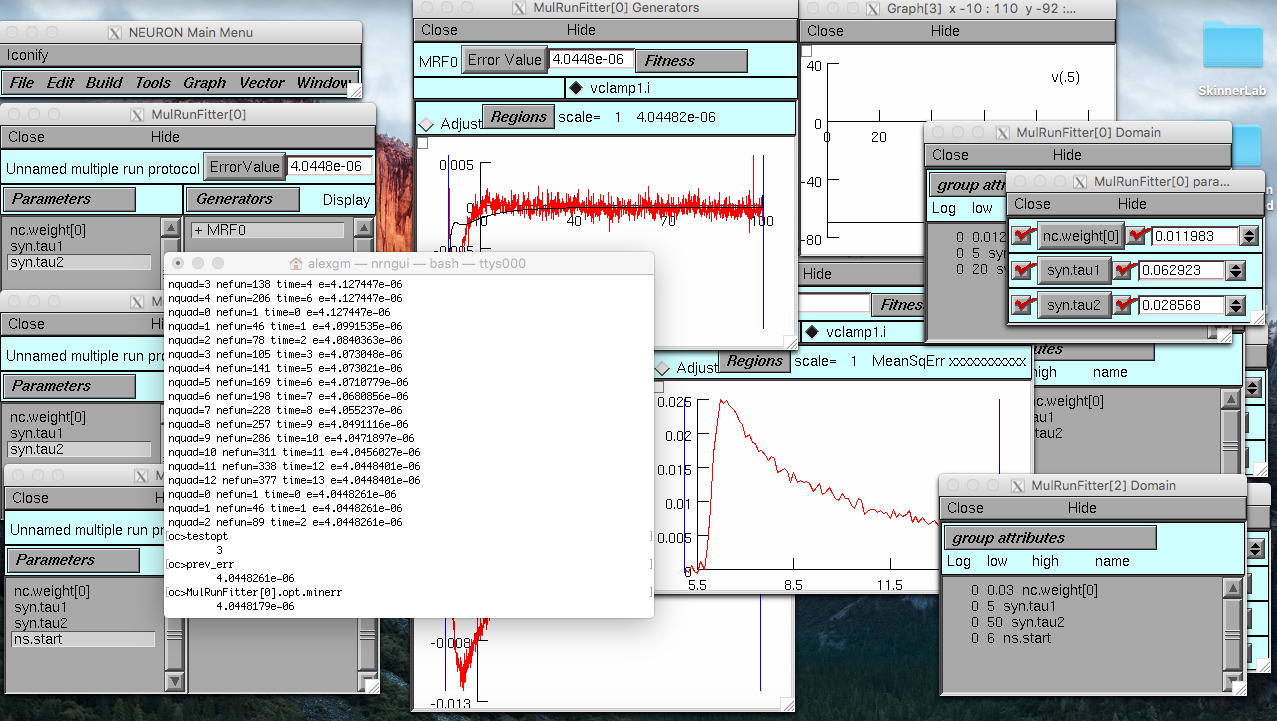 NEURON Main Menu
Iconify
File Edit Build Tools Graph Vector Window
MulRunFitter[0]
Close Hide
Unnamed multiple run protocol ErrorValue 4.0448e-06
Parameters Generators Display
nc.weight[0] + MRF0
syn.tau1
syn.tau2
Close
Unnamed multiple run
Parameters
nc.weight[0]
syn.tau1
syn.tau2
Close
Unnamed multiple run
Parameters
nc.weight[0]
syn.tau1
syn.tau2
ns.start
MulRunFitter[0] Generators
Close Hide
MRF0 Error Value 4.0448e-06 Fitness
vclamp1.i
Adjust Regions scale= 1 4.04482e-06
0.005
0 40 70
-0.005
alexgm — nrngui — bash — ttys000
nquad=3 nefun=138 time=4 e=4.127447e-06
nquad=4 nefun=206 time=6 e=4.127447e-06
nquad=0 nefun=1 time=0 e=4.127447e-06
nquad=1 nefun=46 time=1 e=4.0991535e-06
nquad=2 nefun=78 time=2 e=4.0840363e-06
nquad=3 nefun=105 time=3 e=4.073048e-06
nquad=4 nefun=141 time=5 e=4.073021e-06
nquad=5 nefun=169 time=6 e=4.0710779e-06
nquad=6 nefun=198 time=7 e=4.0680856e-06
nquad=7 nefun=228 time=8 e=4.055237e-06
nquad=8 nefun=257 time=9 e=4.0491116e-06
nquad=9 nefun=286 time=10 e=4.0471897e-06
nquad=10 nefun=311 time=11 e=4.0456027e-06
nquad=11 nefun=338 time=12 e=4.0448401e-06
nquad=12 nefun=377 time=13 e=4.0448401e-06
nquad=0 nefun=1 time=0 e=4.0448261e-06
nquad=1 nefun=46 time=1 e=4.0448261e-06
nquad=2 nefun=89 time=2 e=4.0448261e-06
[oc>testopt ]
3
[oc>prev_err ]
4.0448261e-06
[oc>MulRunFitter[0].opt.minerr ]
4.0448179e-06
-0.008
-0.013
Graph[3] x -10 : 110 y -92 :...
Close Hide
40
v(.5)
0
0 20
-40
-80
Hide
Fitness
vclamp1.i
Adjust Regions scale= 1 MeanSqErr xxxxxxxxxxx
0.025
0.02
0.015
0.01
0.005
0
5.5 8.5 11.5
SkinnerLab
MulRunFitter[0] Domain
Close Hide
group
Log low
0 0.012
0 5
0 20
MulRunFitter[0] para...
Close Hide
nc.weight[0] 0.011983
syn.tau1 0.062923
syn.tau2 0.028568
name
nc.weight[0]
MulRunFitter[2] Domain
Close Hide
group attributes
Log low high name
0 0.03 nc.weight[0]
0 5 syn.tau1
0 50 syn.tau2
0 6 ns.start